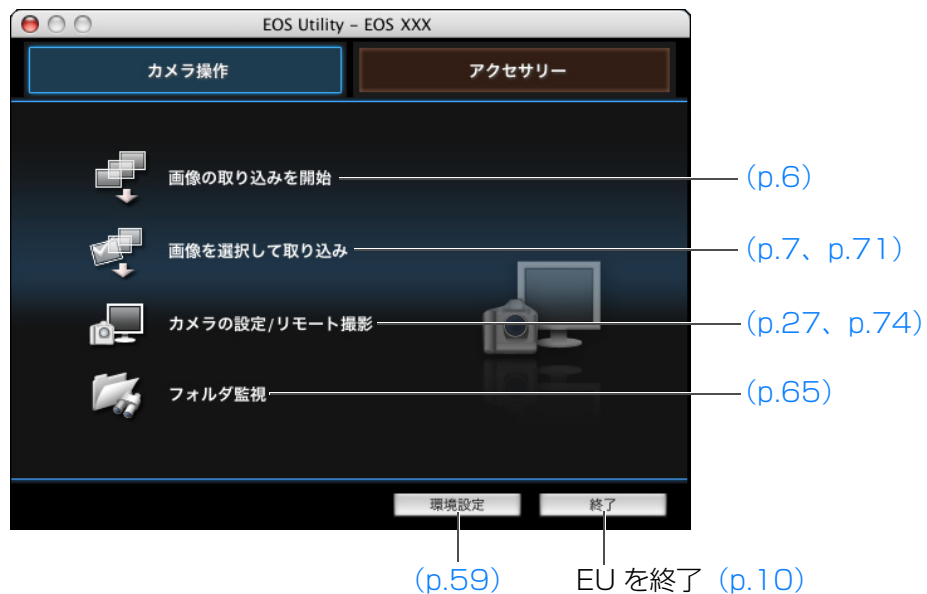 EOS Utility – EOS XXX
カメラ操作
アクセサリー
画像の取り込みを開始
(p.6)
画像を選択して取り込み
(p.7、p.71)
カメラの設定/リモート撮影
(p.27、p.74)
フォルダ監視
(p.65)
環境設定
終了
(p.59)
EU を終了 (p.10)